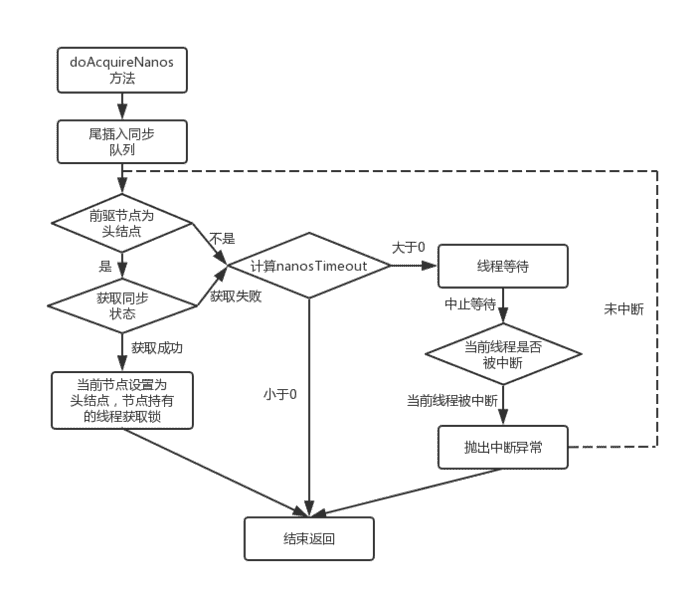 doAcquireNanos
方法
尾插入同步
队列
前驱节点为
头结点
不是
是
获取同步
状态
获取失败
计算nanosTimeout
大于0
线程等待
中止等待
未中断
当前线程是否
被中断
获取成功
当前节点设置为
头结点，节点持有
的线程获取锁
小于0
当前线程被中断
抛出中断异常
结束返回